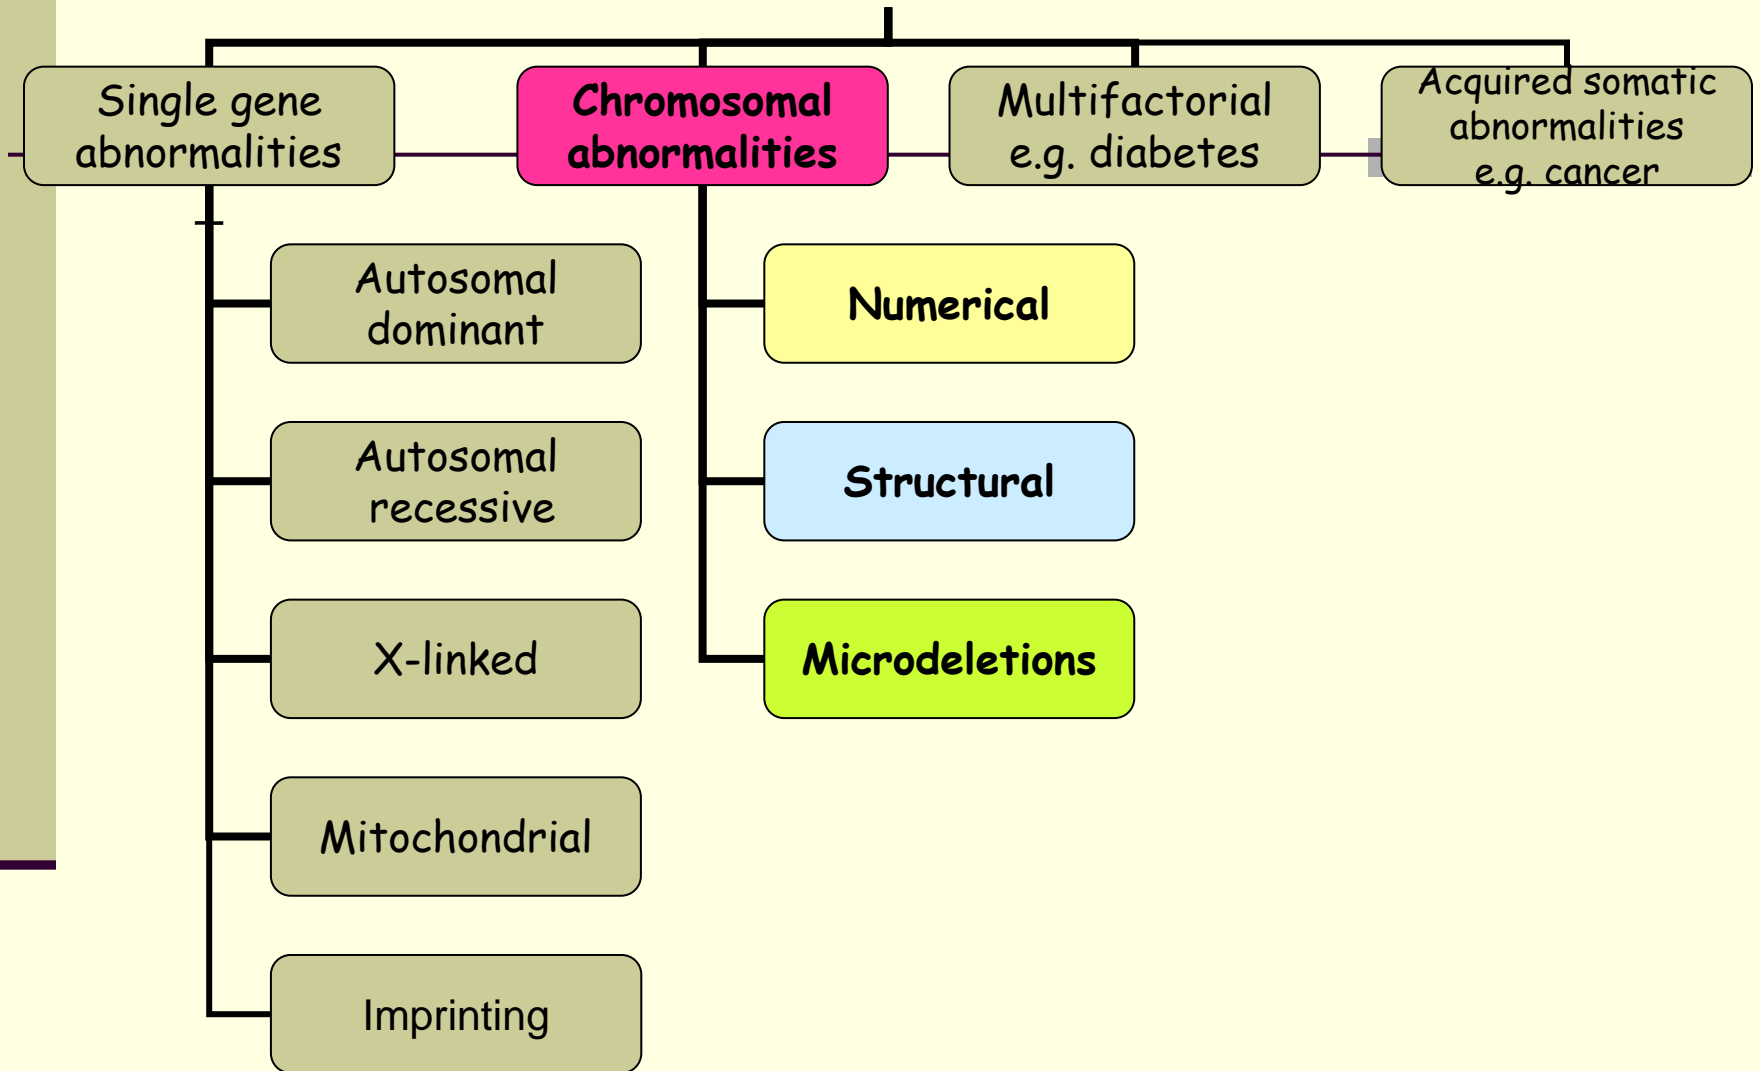 Single gene
abnormalities
Chromosomal
abnormalities
Multifactorial
e.g. diabetes
Acquired somatic
abnormalities
e.g. cancer
Autosomal
dominant
Autosomal
recessive
X-linked
Mitochondrial
Imprinting
Numerical
Structural
Microdeletions